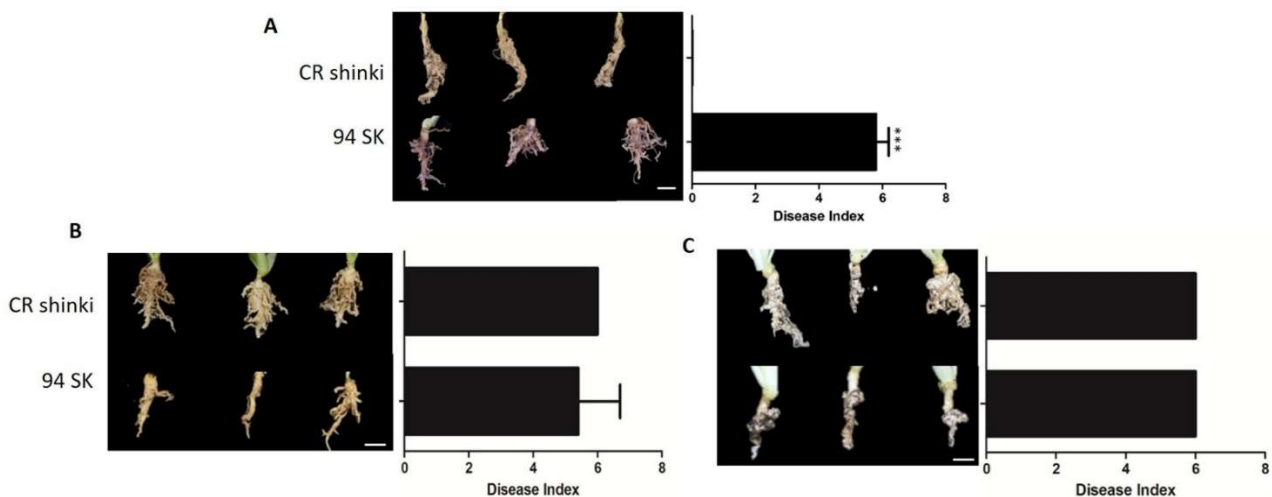 A
CR shinki
94 SK
***
0 2 4 6 8
Disease Index
B
CR shinki
94 SK
0 2 4 6 8
Disease Index
C
0 2 4 6 8
Disease Index